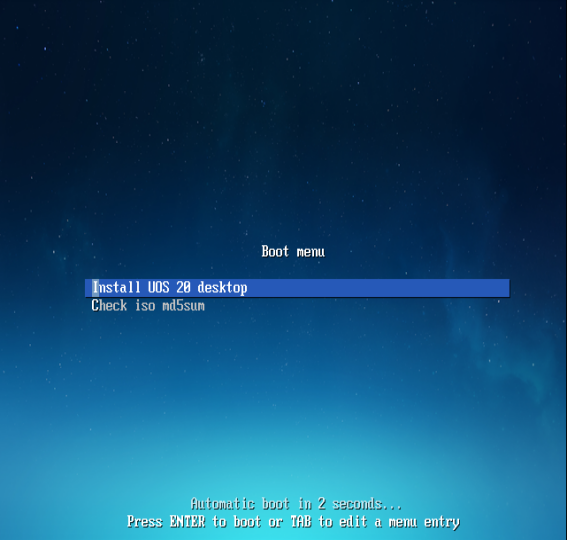 Boot menu
Install UOS 20 desktop
Check iso md5sum
Automatic boot in 2 seconds...
Press ENTER to boot or TAB to edit a menu entry